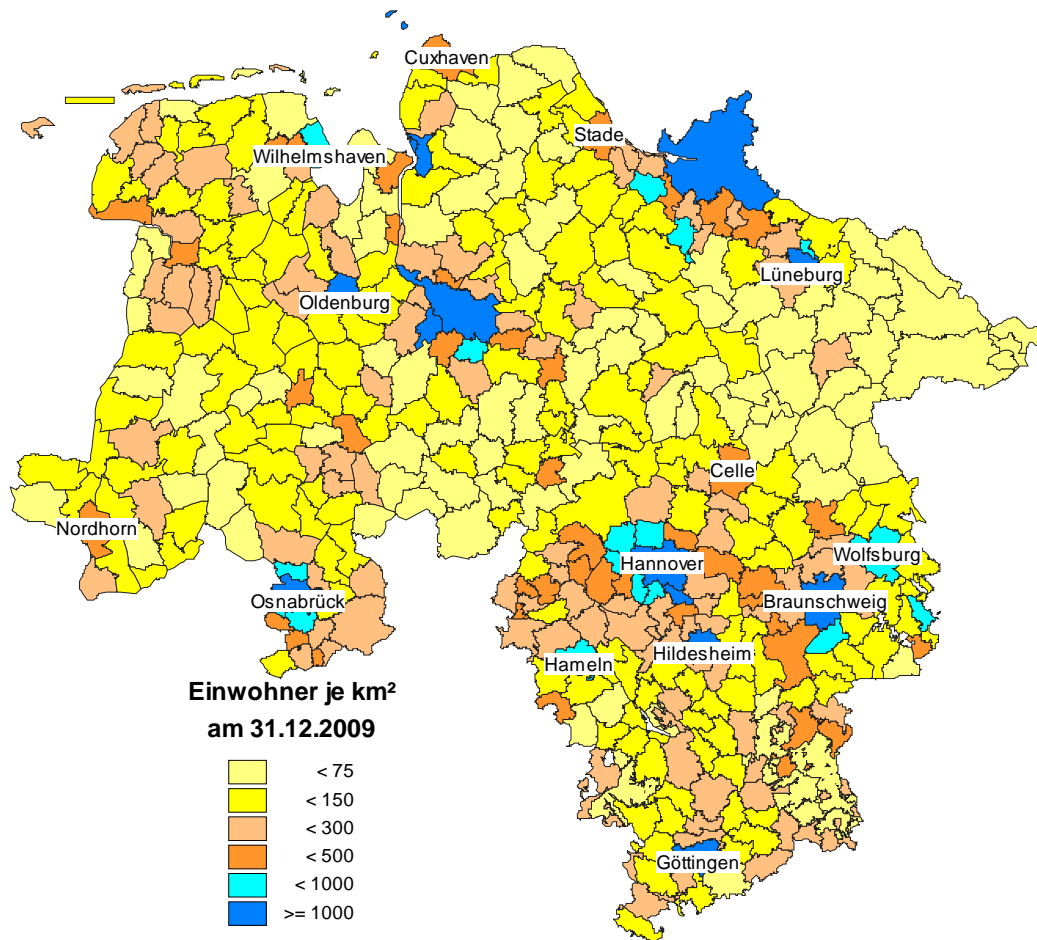 Cuxhaven
Stade
Wilhelmshaven
Lüneburg
Oldenburg
Celle
Nordhorn
Hannover
Wolfsburg
Osnabrück
Braunschweig
Hameln
Hildesheim
Göttingen
Einwohner je km²
am 31.12.2009
< 75
< 150
< 300
< 500
< 1000
>= 1000